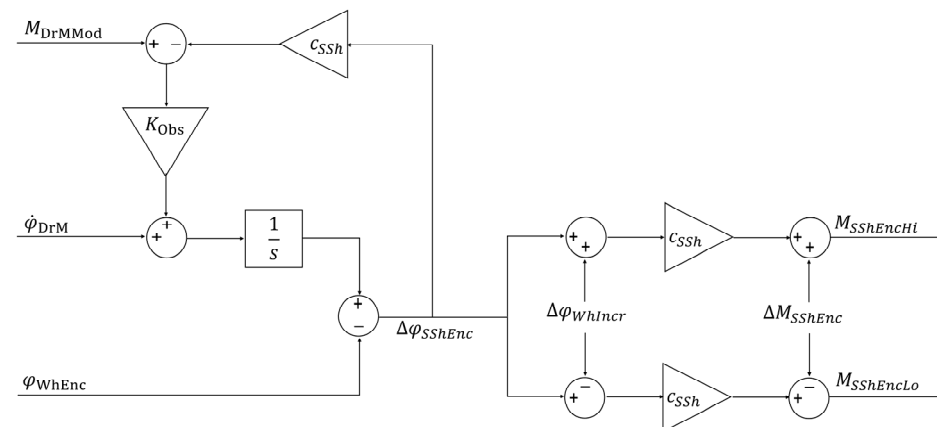 M_DrMMod
+ −
c_SSh
K_Obs
φ̇_DrM
+
+
1
s
+
−
Δφ_SShEnc
φ_WhEnc
+
+
c_SSh
+
+
M_SShEncHi
Δφ_WhIncr
ΔM_SShEnc
+
−
c_SSh
+
−
M_SShEncLo